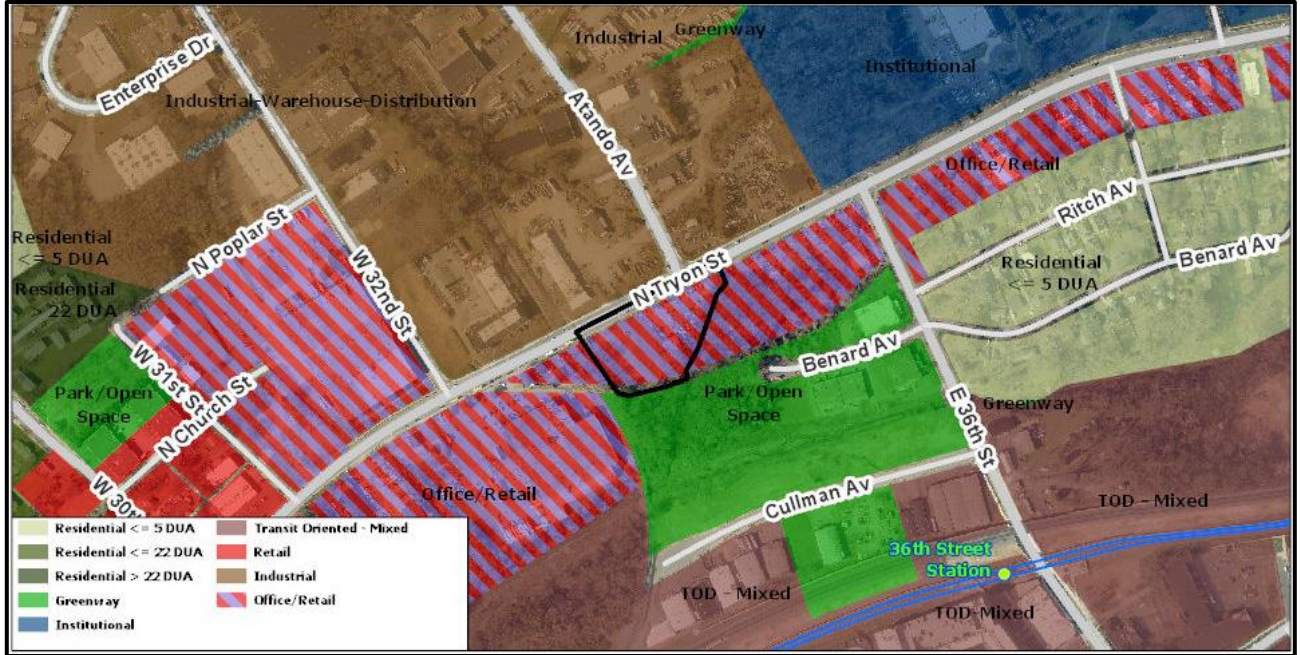 Industrial
Greenway
Institutional
Enterprise Dr
Industrial-Warehouse-Distribution
Atando Av
Office/Retail
Ritch Av
N Poplar St
Residential
<= 5 DUA
Residential
> 22 DUA
W 32nd St
N Tryon St
Residential
<= 5 DUA
Benard Av
Benard Av
W 31st St
N Church St
Park/Open
Space
Park/Open
Space
Greenway
E 36th St
W 30th
Office/Retail
Cullman Av
TOD - Mixed
36th Street
Station
TOD - Mixed
TOD-Mixed
Residential <= 5 DUA
Residential <= 22 DUA
Residential > 22 DUA
Greenway
Institutional
Transit Oriented - Mixed
Retail
Industrial
Office/Retail